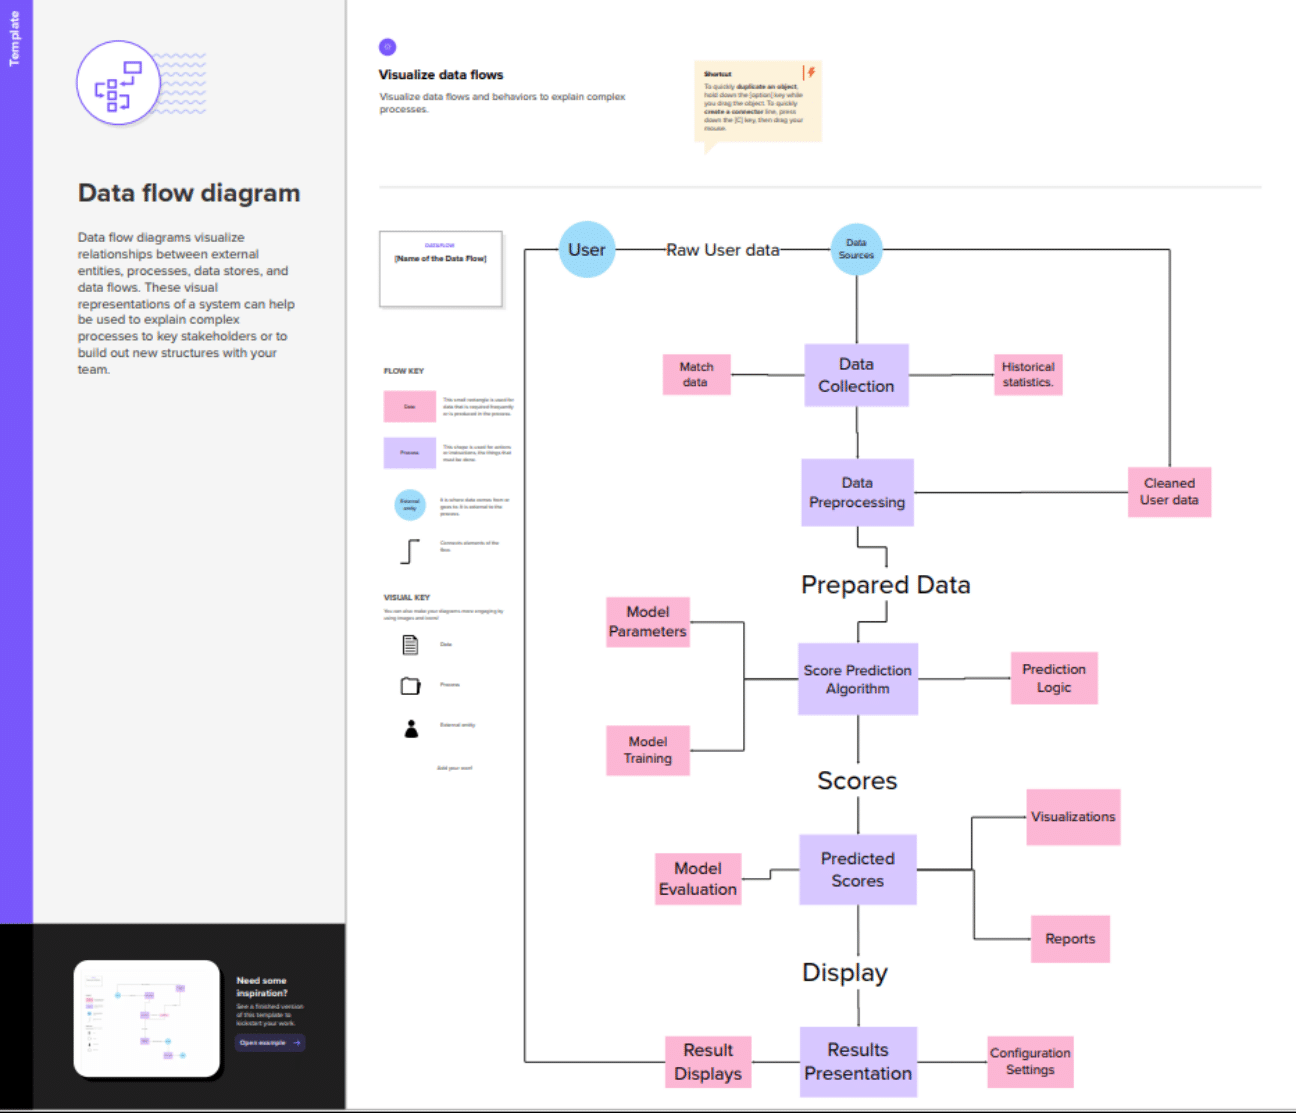 Template
Data flow diagram
Data flow diagrams visualize
relationships between external
entities, processes, data stores, and
data flows. These visual
representations of a system can help
be used to explain complex
processes to key stakeholders or to
build out new structures with your
team.
Need some
inspiration?
See a finished version
of this template to
kickstart your work.
Open example →
Visualize data flows
Visualize data flows and behaviors to explain complex
processes.
Shortcut
To quickly duplicate an object,
hold down the [option] key while
you drag the object. To quickly
create a connector line, press
down the [C] key, then drag your
mouse.
DATAFLOW
[Name of the Data Flow]
FLOW KEY
Data
This small rectangle is used for
data that is required frequently
or is produced in the process.
Process
This shape is used for actions
or instructions, the things that
must be done.
External
entity
It is where data comes from or
goes to; it is external to the
process.
Connects elements of the
flow.
VISUAL KEY
You can also make your diagrams more engaging by
using images and icons!
Data
Process
External entity
Add your own!
User
Raw User data
Data
Sources
Match
data
Data
Collection
Historical
statistics.
Data
Preprocessing
Cleaned
User data
Prepared Data
Model
Parameters
Score Prediction
Algorithm
Prediction
Logic
Model
Training
Scores
Visualizations
Model
Evaluation
Predicted
Scores
Reports
Display
Result
Displays
Results
Presentation
Configuration
Settings